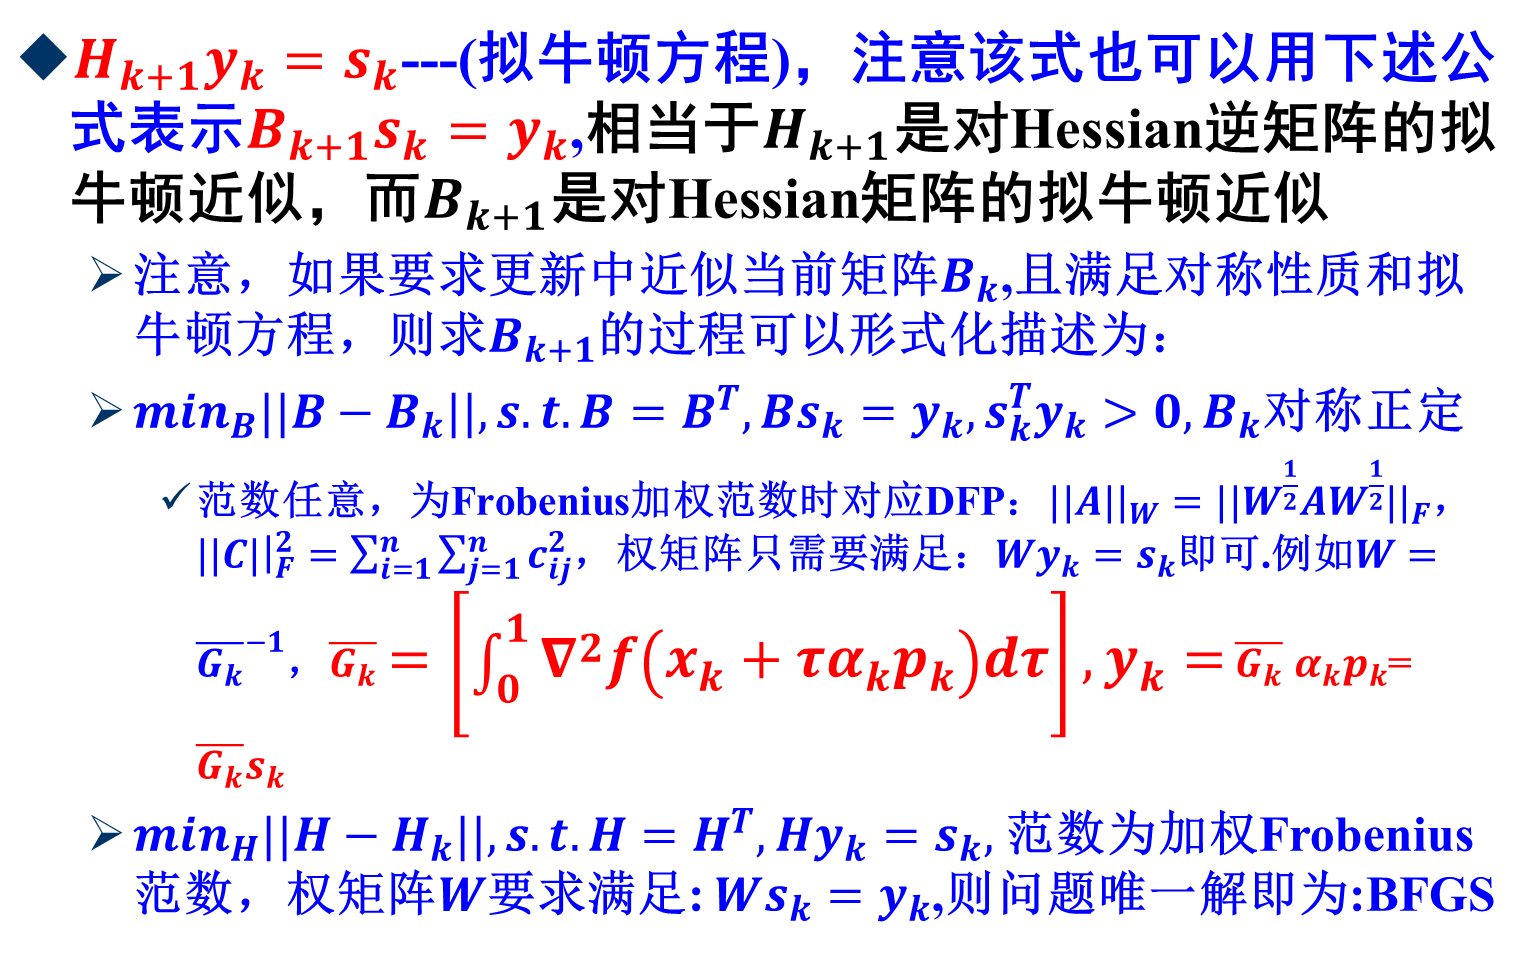 ◆H_{k+1}y_k = s_k---(拟牛顿方程)，注意该式也可以用下述公
式表示B_{k+1}s_k = y_k,相当于H_{k+1}是对Hessian逆矩阵的拟
牛顿近似，而B_{k+1}是对Hessian矩阵的拟牛顿近似
➢注意，如果要求更新中近似当前矩阵B_k,且满足对称性质和拟
牛顿方程，则求B_{k+1}的过程可以形式化描述为：
➢min_B||B − B_k||, s.t. B = B^T, Bs_k = y_k, s_k^T y_k > 0, B_k对称正定
✓范数任意，为Frobenius加权范数时对应DFP：||A||_W = ||W^{1/2}AW^{1/2}||_F，
||C||_F^2 = ∑_{i=1}^n ∑_{j=1}^n c_{ij}^2，权矩阵只需要满足：Wy_k = s_k即可.例如W =
\overline{G_k}^{−1}，\overline{G_k} = [∫_0^1 ∇²f(x_k + τα_kp_k)dτ], y_k = \overline{G_k} α_kp_k=
\overline{G_k}s_k
➢min_H||H − H_k||, s.t. H = H^T, Hy_k = s_k, 范数为加权Frobenius
范数，权矩阵W要求满足: Ws_k = y_k,则问题唯一解即为:BFGS